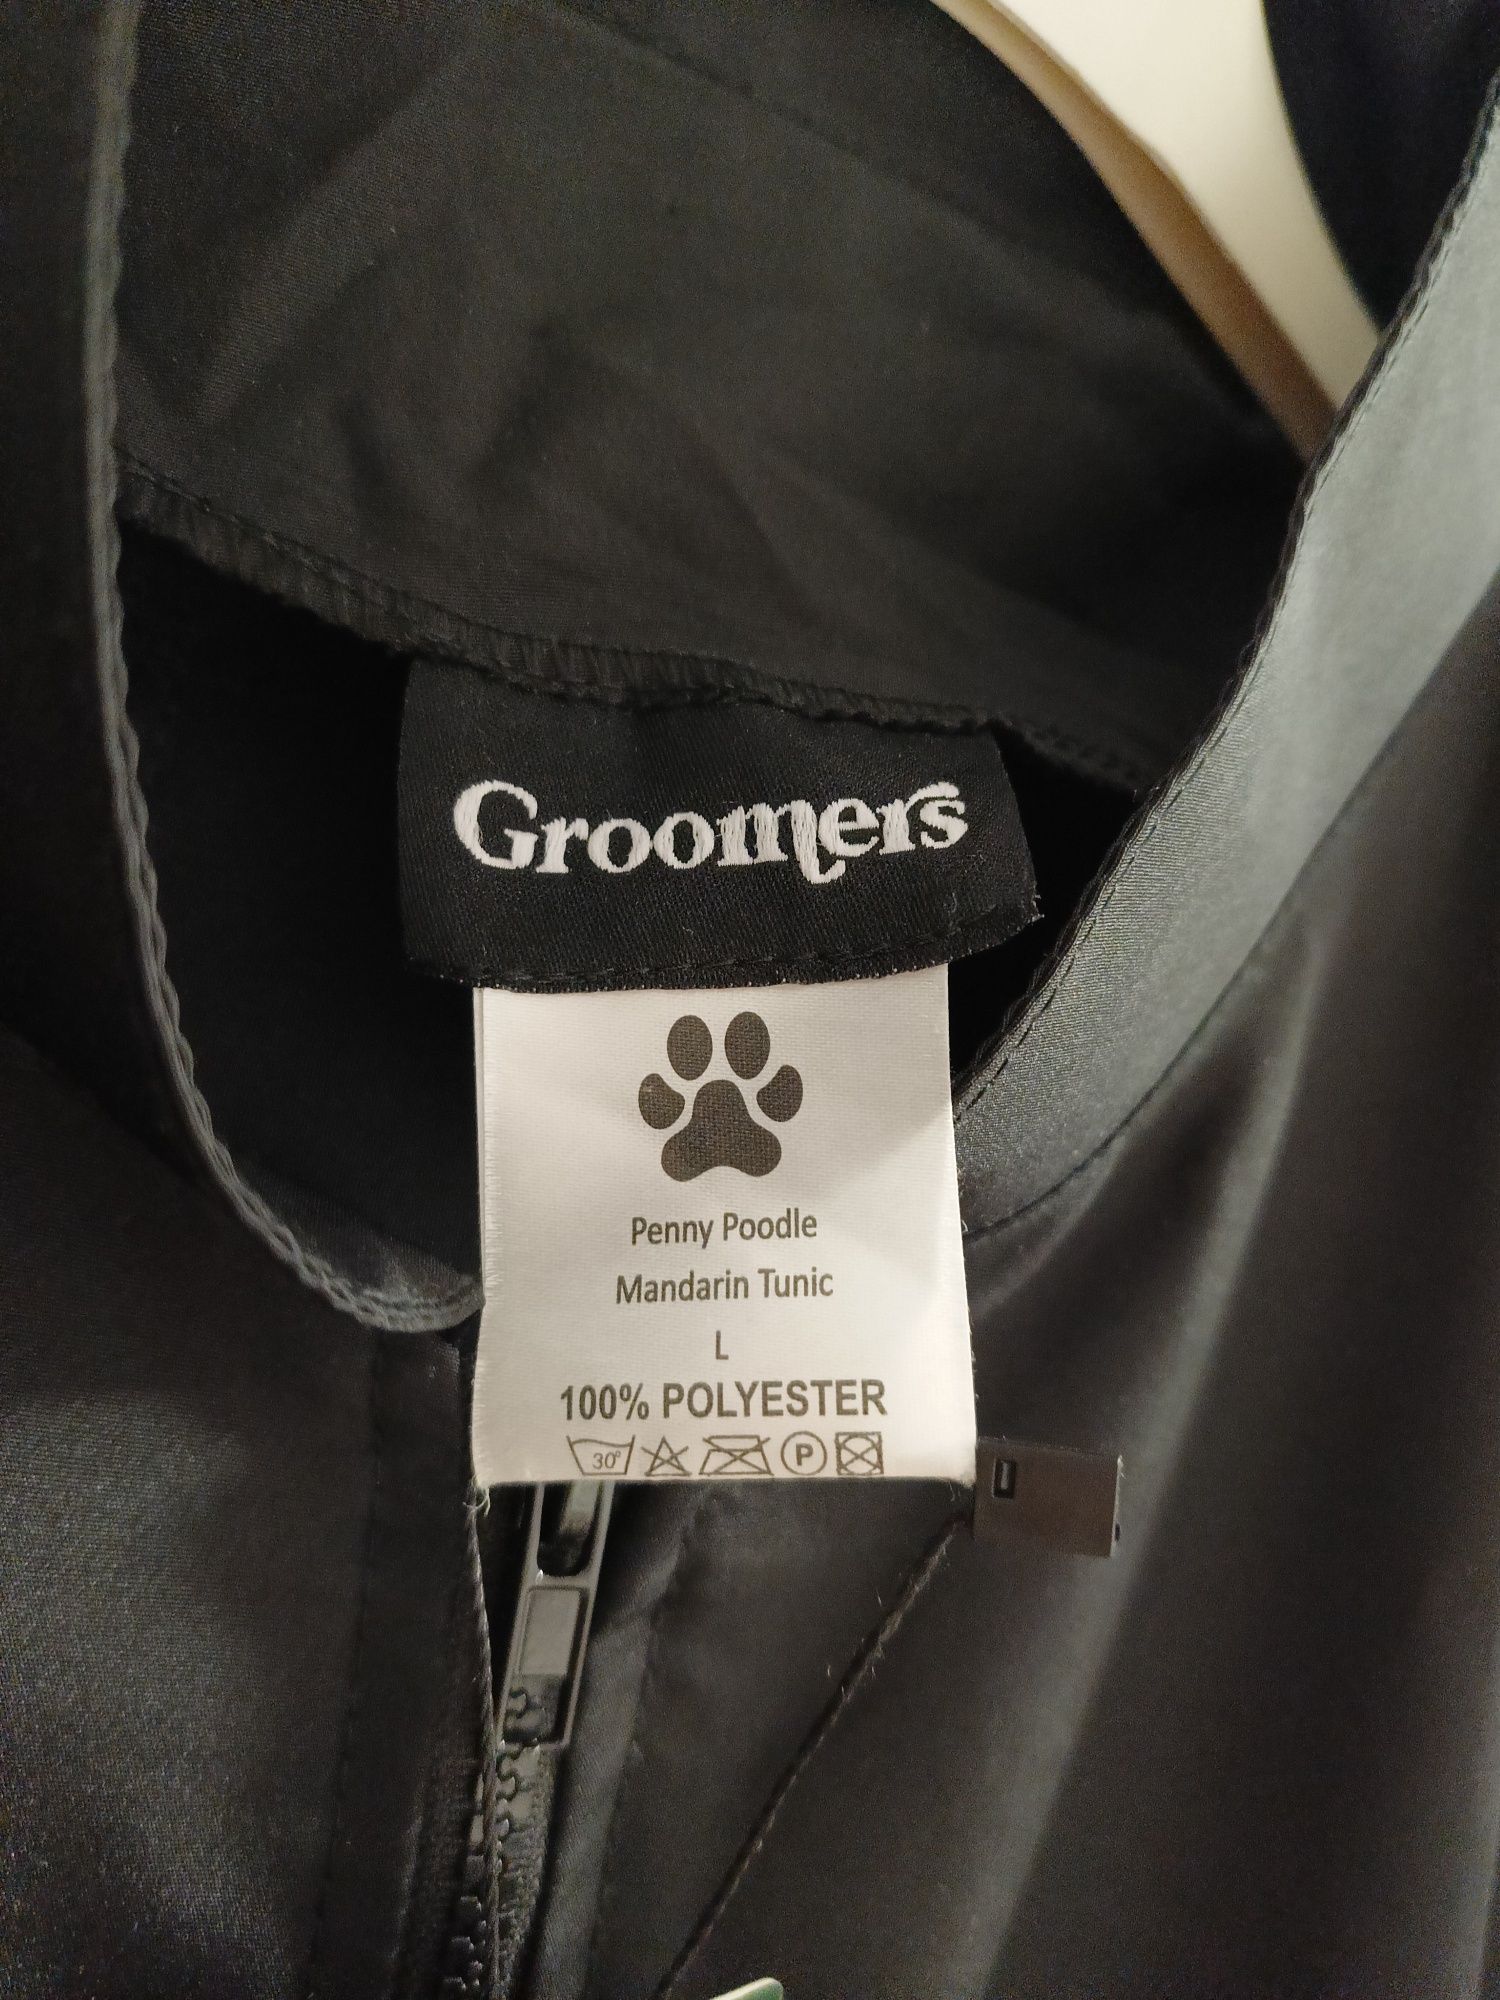 Groomers
Penny Poodle
Mandarin Tunic
L
100% POLYESTER
30° P